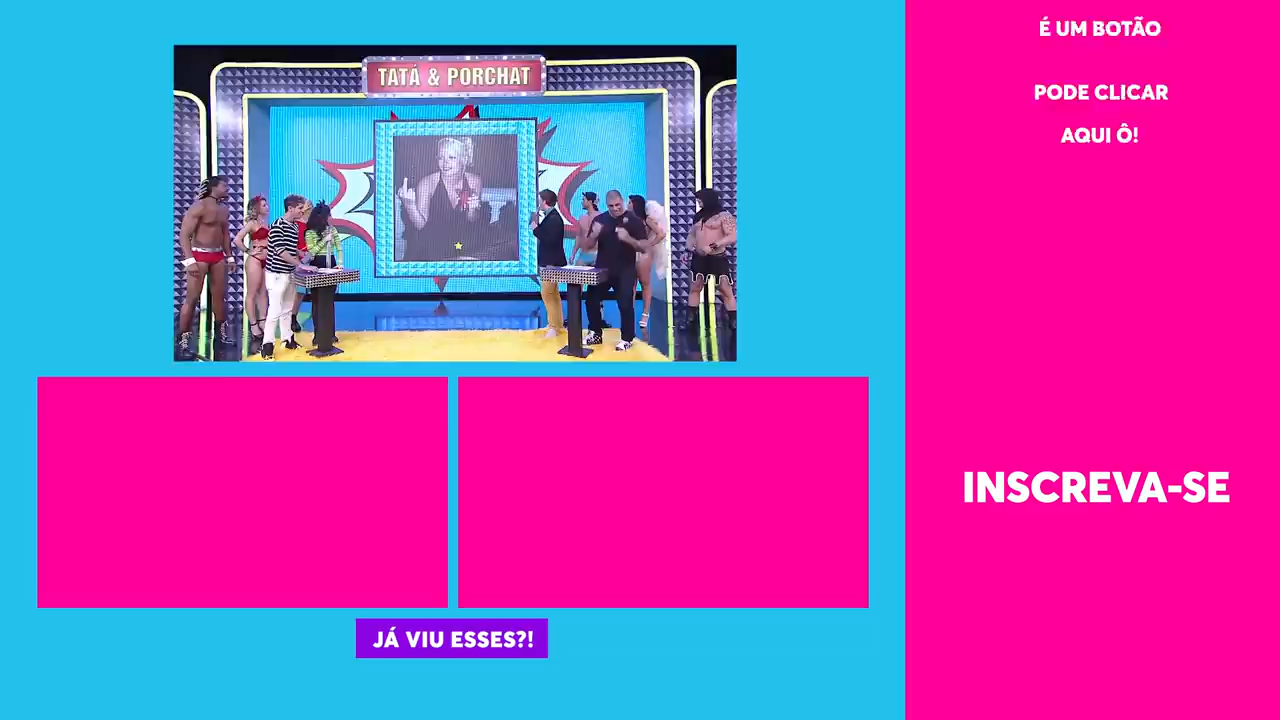 TATÁ & PORCHAT
JÁ VIU ESSES?!
É UM BOTÃO
PODE CLICAR
AQUI Ô!
INSCREVA-SE